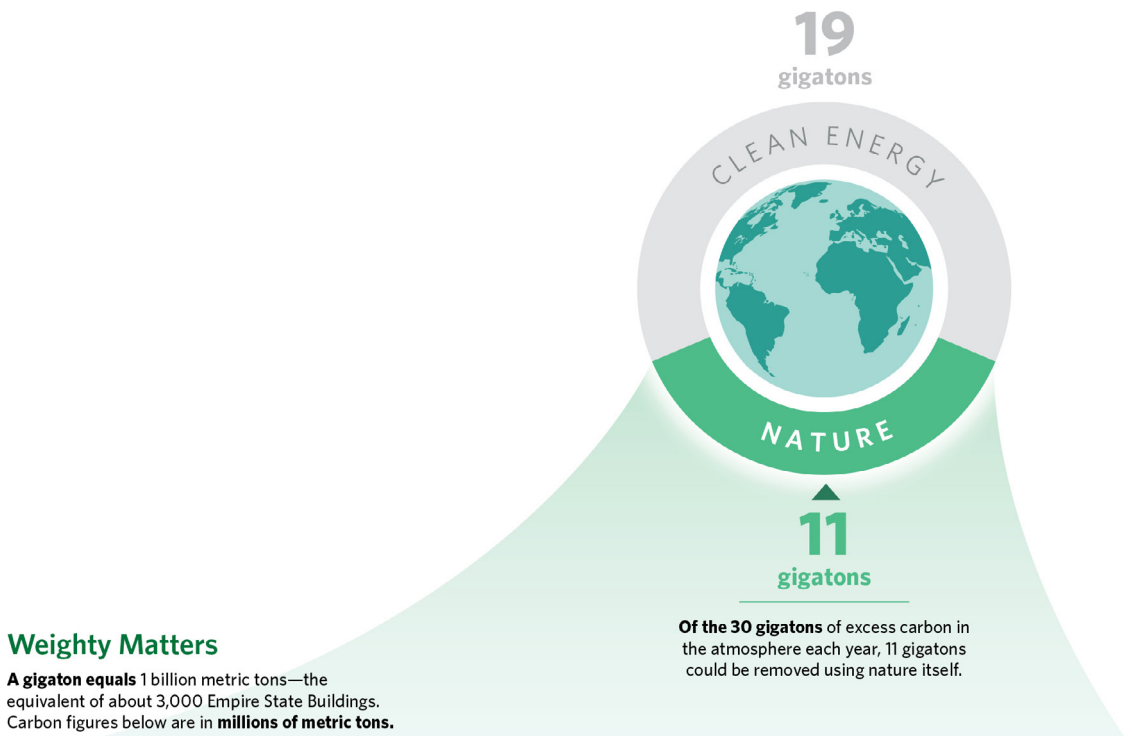 19
gigatons
CLEAN ENERGY
NATURE
11
gigatons
Of the 30 gigatons of excess carbon in
the atmosphere each year, 11 gigatons
could be removed using nature itself.
Weighty Matters
A gigaton equals 1 billion metric tons—the
equivalent of about 3,000 Empire State Buildings.
Carbon figures below are in millions of metric tons.